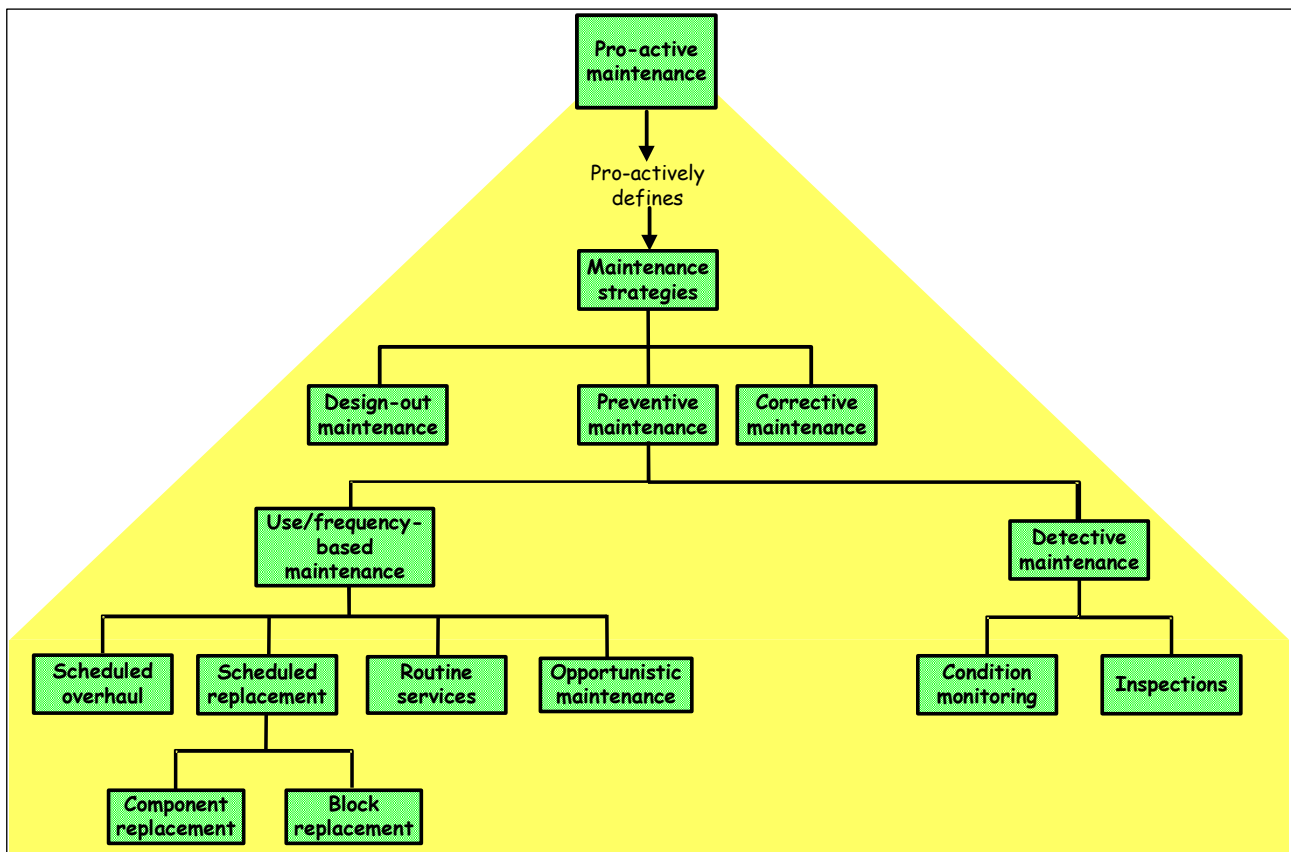 Pro-active
maintenance
Pro-actively
defines
Maintenance
strategies
Design-out
maintenance
Preventive
maintenance
Corrective
maintenance
Use/frequency-
based
maintenance
Detective
maintenance
Scheduled
overhaul
Scheduled
replacement
Routine
services
Opportunistic
maintenance
Condition
monitoring
Inspections
Component
replacement
Block
replacement